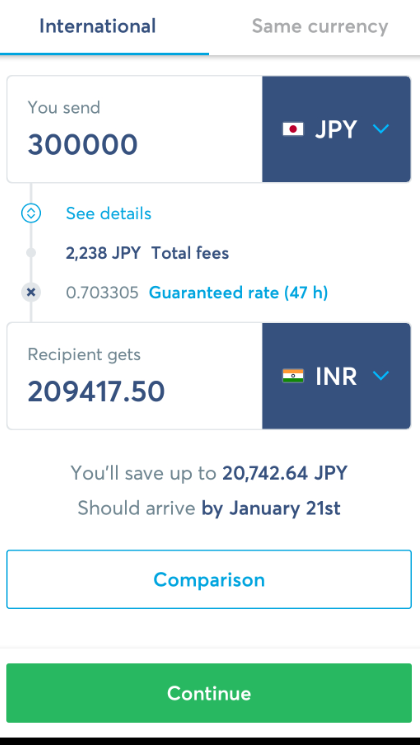 International
Same currency
You send
300000
JPY
See details
2,238 JPY Total fees
0.703305 Guaranteed rate (47 h)
Recipient gets
209417.50
INR
You'll save up to 20,742.64 JPY
Should arrive by January 21st
Comparison
Continue